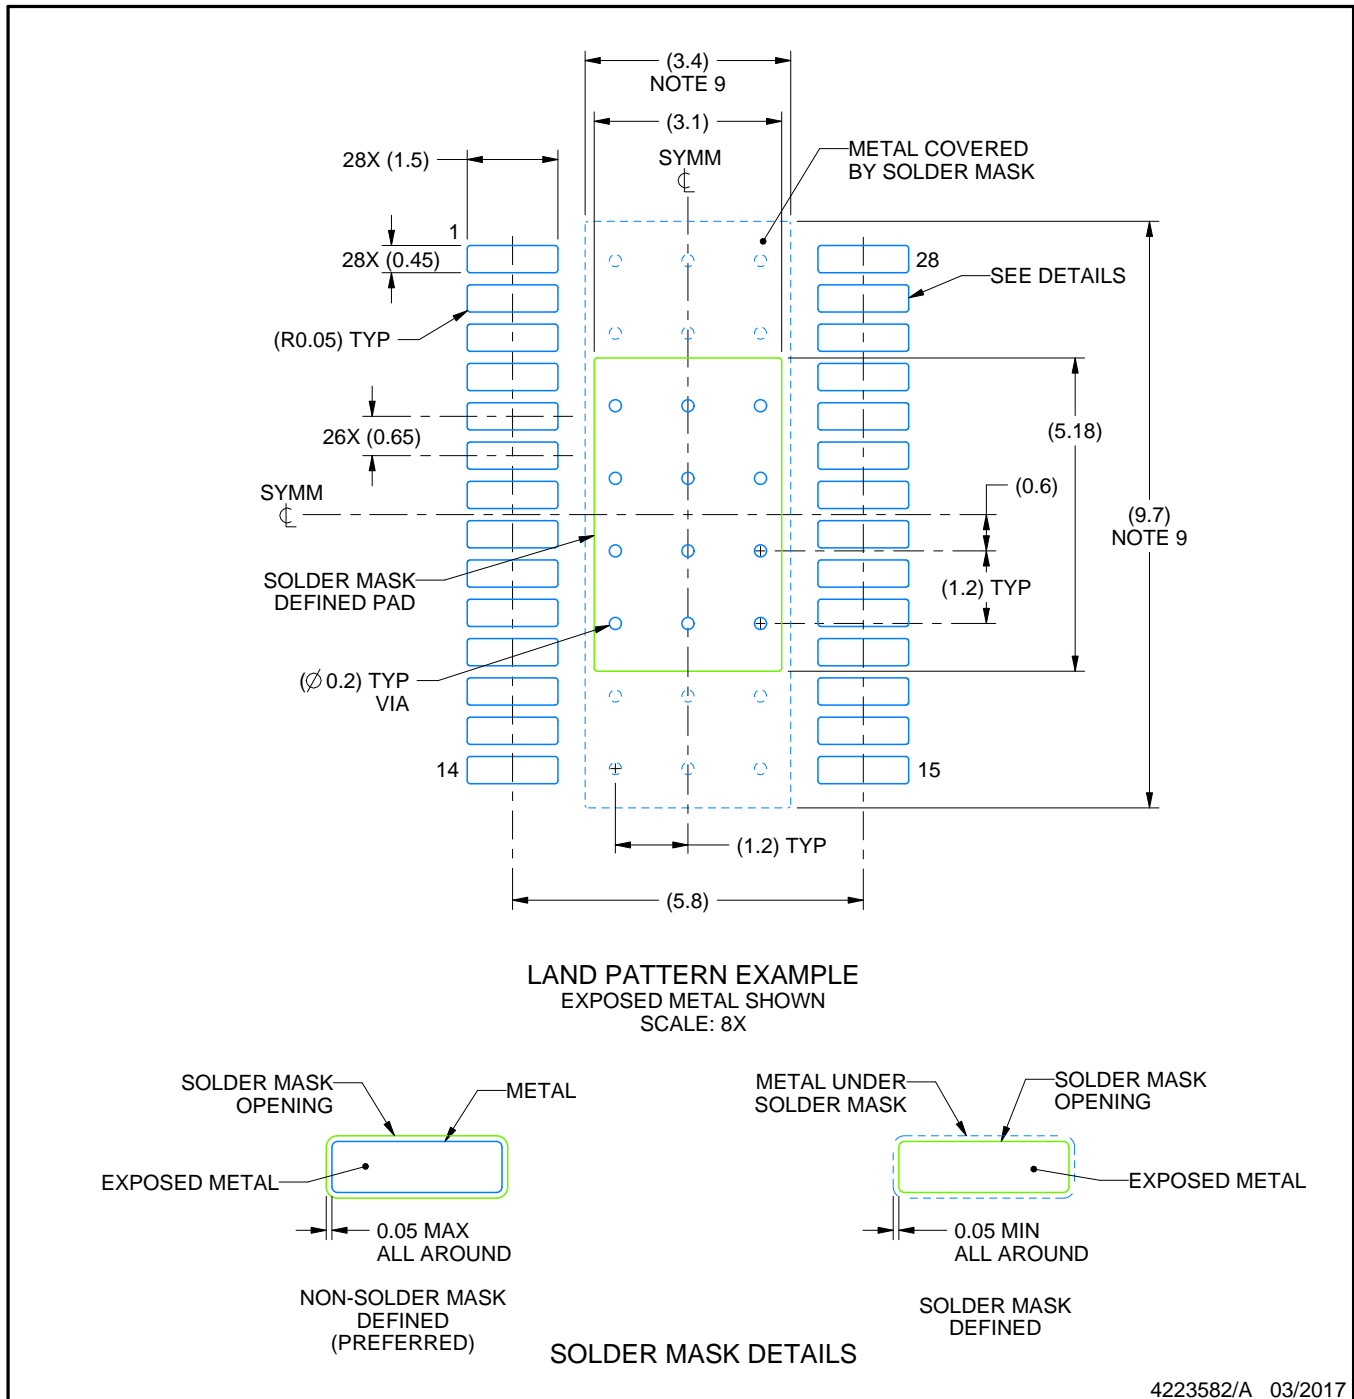 (3.4)
NOTE 9
(3.1)
SYMM
℄
METAL COVERED
BY SOLDER MASK
28X (1.5)
1
28X (0.45)
28
SEE DETAILS
(R0.05) TYP
26X (0.65)
(5.18)
SYMM
℄
(0.6)
(9.7)
NOTE 9
SOLDER MASK
DEFINED PAD
(1.2) TYP
(∅ 0.2) TYP
VIA
14
15
(1.2) TYP
(5.8)
LAND PATTERN EXAMPLE
EXPOSED METAL SHOWN
SCALE: 8X
SOLDER MASK
OPENING
METAL
EXPOSED METAL
0.05 MAX
ALL AROUND
NON-SOLDER MASK
DEFINED
(PREFERRED)
METAL UNDER
SOLDER MASK
SOLDER MASK
OPENING
EXPOSED METAL
0.05 MIN
ALL AROUND
SOLDER MASK
DEFINED
SOLDER MASK DETAILS
4223582/A 03/2017